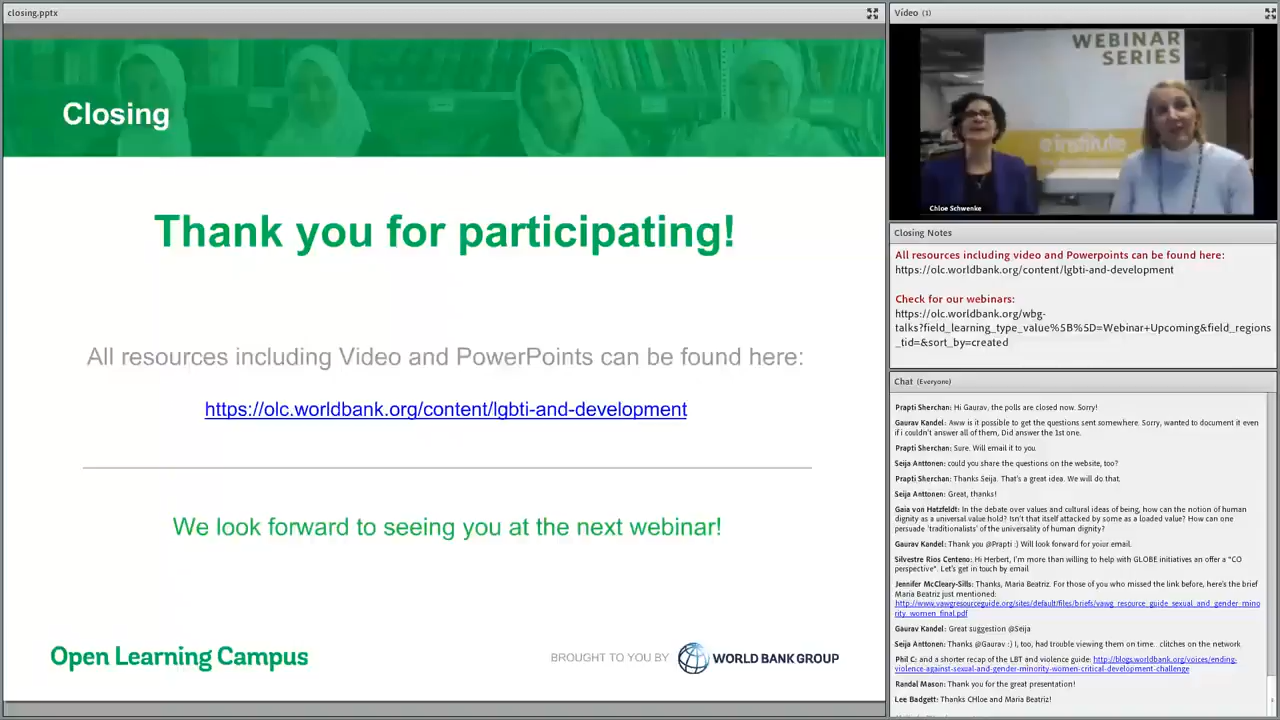 closing.pptx
Closing
Thank you for participating!
All resources including Video and PowerPoints can be found here:
https://olc.worldbank.org/content/lgbti-and-development
We look forward to seeing you at the next webinar!
Open Learning Campus
BROUGHT TO YOU BY
WORLD BANK GROUP
Vídeo (1)
WEBINAR
SERIES
e institute
Chloe Schwenke
Closing Notes
All resources including video and Powerpoints can be found here:
https://olc.worldbank.org/content/lgbti-and-development
Check for our webinars:
https://olc.worldbank.org/wbg-
talks?field_learning_type_value%5B%5D=Webinar+Upcoming&field_regions
_tid=&sort_by=created
Chat (Everyone)
Prapti Sherchan: Hi Gaurav, the polls are closed now. Sorry!
Gaurav Kandel: Aww is it possible to get the questions sent somewhere. Sorry, wanted to document it even
if i couldn't answer all of them, Did answer the 1st one.
Prapti Sherchan: Sure. Will email it to you.
Seija Anttonen: could you share the questions on the website, too?
Prapti Sherchan: Thanks Seija. That's a great idea. We will do that.
Seija Anttonen: Great, thanks!
Gaia von Hatzfeldt: In the debate over values and cultural ideas of being, how can the notion of human
dignity as a universal value hold? Isn't that itself attacked by some as a loaded value? How can one
persuade 'traditionalists' of the universality of human dignity?
Gaurav Kandel: Thank you @Prapti :) Will look forward for your email.
Silvestre Rios Centeno: Hi Herbert, I'm more than willing to help with GLOBE initiatives an offer a "CO
perspective". Let's get in touch by email
Jennifer McCleary-Sills: Thanks, Maria Beatriz. For those of you who missed the link before, here's the brief
Maria Beatriz just mentioned:
http://www.vawgresourceguide.org/sites/default/files/briefs/vawg_resource_guide_sexual_and_gender_mino
rity_women_final.pdf
Gaurav Kandel: Great suggestion @Seija
Seija Anttonen: Thanks @Gaurav :) I, too, had trouble viewing them on time.. clitches on the network
Phil C: and a shorter recap of the LBT and violence guide: http://blogs.worldbank.org/voices/ending-
violence-against-sexual-and-gender-minority-women-critical-development-challenge
Randal Mason: Thank you for the great presentation!
Lee Badgett: Thanks CHloe and Maria Beatriz!